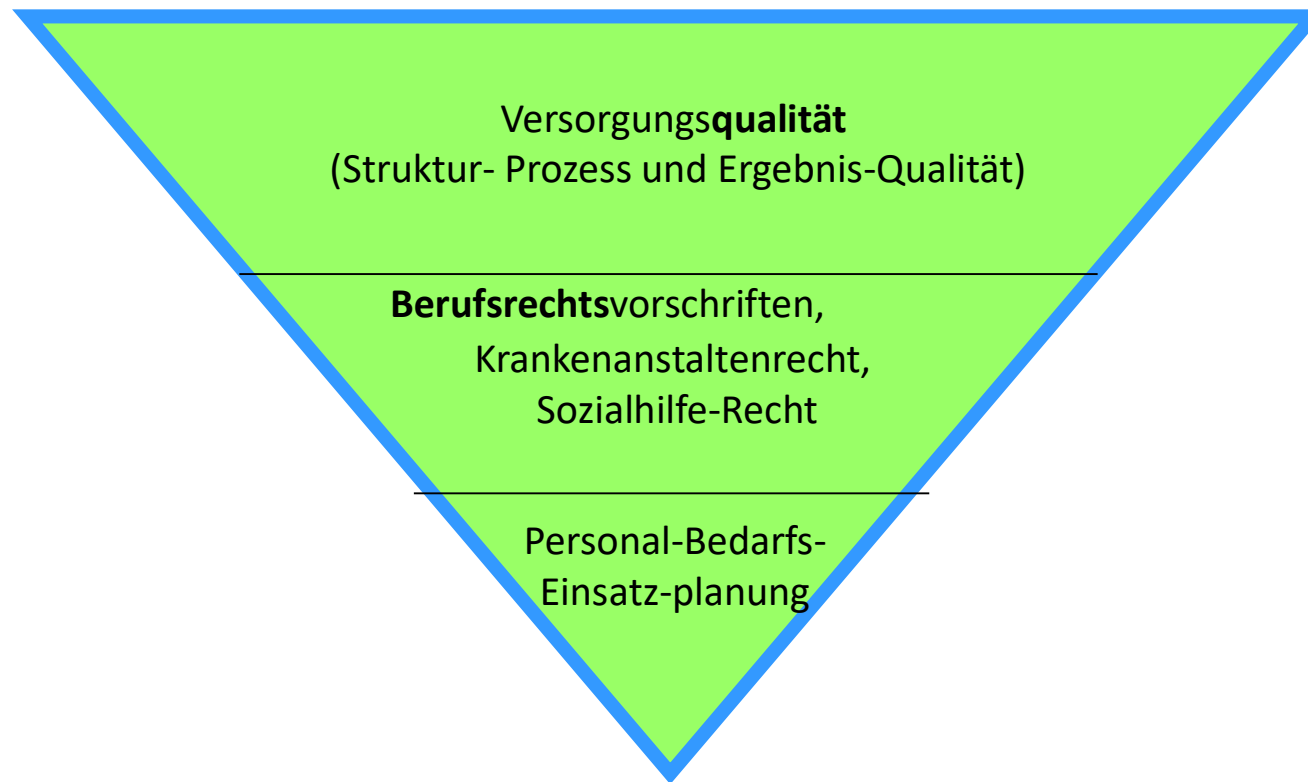 Versorgungsqualität
(Struktur- Prozess und Ergebnis-Qualität)
Berufsrechtsvorschriften,
Krankenanstaltenrecht,
Sozialhilfe-Recht
Personal-Bedarfs-
Einsatz-planung